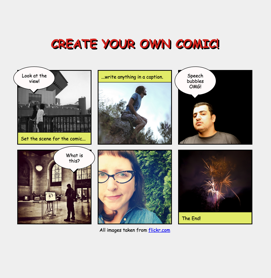 CREATE YOUR OWN COMIC!
Look at the
view!
...write anything in a caption.
Speech
bubbles
OMG!
Set the scene for the comic...
What is
this?
The End!
All images taken from flickr.com